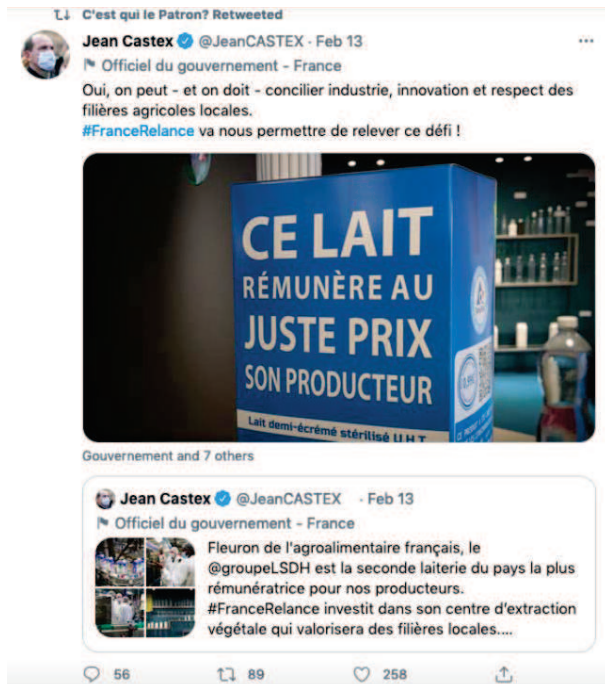 C'est qui le Patron? Retweeted
Jean Castex @JeanCASTEX · Feb 13
Officiel du gouvernement - France
Oui, on peut - et on doit - concilier industrie, innovation et respect des
filières agricoles locales.
#FranceRelance va nous permettre de relever ce défi !
CE LAIT
RÉMUNÈRE AU
JUSTE PRIX
SON PRODUCTEUR
Lait demi-écrémé stérilisé U.H.T.
Gouvernement and 7 others
Jean Castex @JeanCASTEX · Feb 13
Officiel du gouvernement - France
Fleuron de l'agroalimentaire français, le
@groupeLSDH est la seconde laiterie du pays la plus
rémunératrice pour nos producteurs.
#FranceRelance investit dans son centre d'extraction
végétale qui valorisera des filières locales....
56 89 258